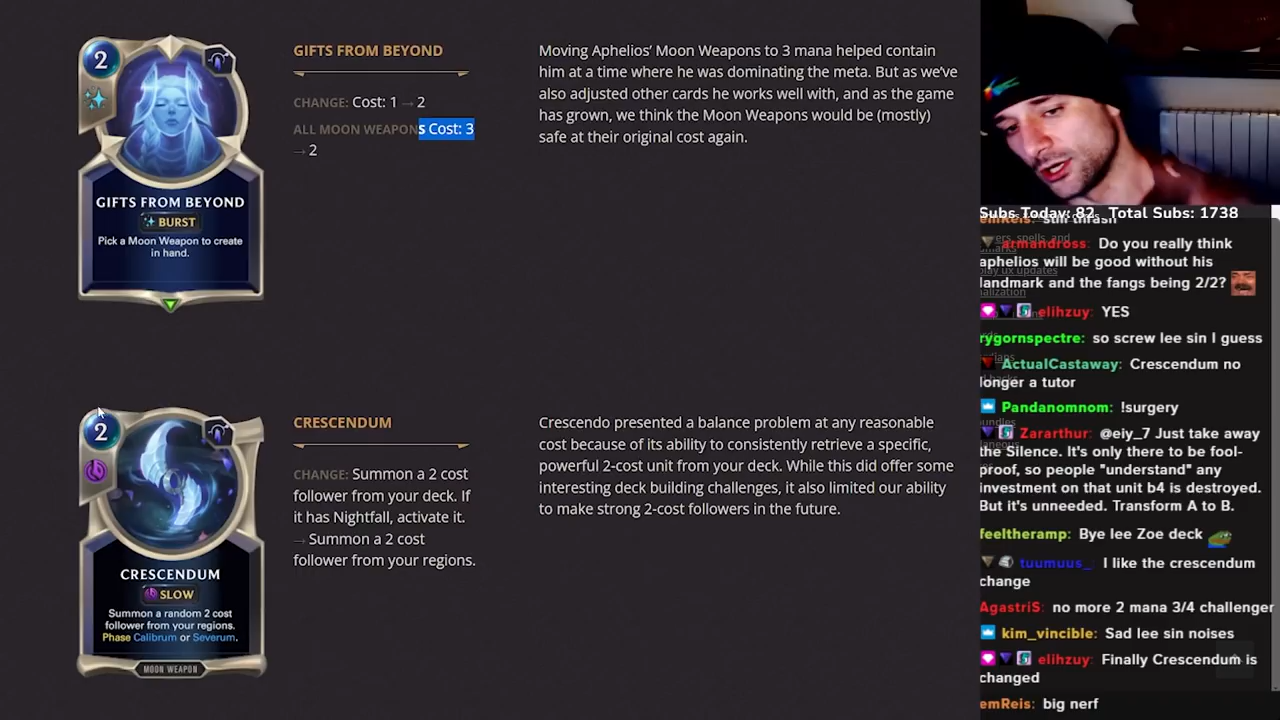 2
GIFTS FROM BEYOND
BURST
Pick a Moon Weapon to create
in hand.
GIFTS FROM BEYOND
CHANGE: Cost: 1 → 2
ALL MOON WEAPONS Cost: 3
→ 2
Moving Aphelios’ Moon Weapons to 3 mana helped contain
him at a time where he was dominating the meta. But as we’ve
also adjusted other cards he works well with, and as the game
has grown, we think the Moon Weapons would be (mostly)
safe at their original cost again.
2
CRESCENDUM
SLOW
Summon a random 2 cost
follower from your regions.
Phase Calibrum or Severum.
MOON WEAPON
CRESCENDUM
CHANGE: Summon a 2 cost
follower from your deck. If
it has Nightfall, activate it.
→ Summon a 2 cost
follower from your regions.
Crescendo presented a balance problem at any reasonable
cost because of its ability to consistently retrieve a specific,
powerful 2-cost unit from your deck. While this did offer some
interesting deck building challenges, it also limited our ability
to make strong 2-cost followers in the future.
Subs Today: 82 Total Subs: 1738
emReis: still thrash
armandross: Do you really think
aphelios will be good without his
landmark and the fangs being 2/2?
elihzuy: YES
rygornspectre: so screw lee sin I guess
ActualCastaway: Crescendum no
longer a tutor
Pandanomnom: !surgery
Zararthur: @eiy_7 Just take away
the Silence. It's only there to be fool-
proof, so people "understand" any
investment on that unit b4 is destroyed.
But it's unneeded. Transform A to B.
feeltheramp: Bye lee Zoe deck
tuumuus_: I like the crescendum
change
AgastriS: no more 2 mana 3/4 challenger
kim_vincible: Sad lee sin noises
elihzuy: Finally Crescendum is
changed
emReis: big nerf